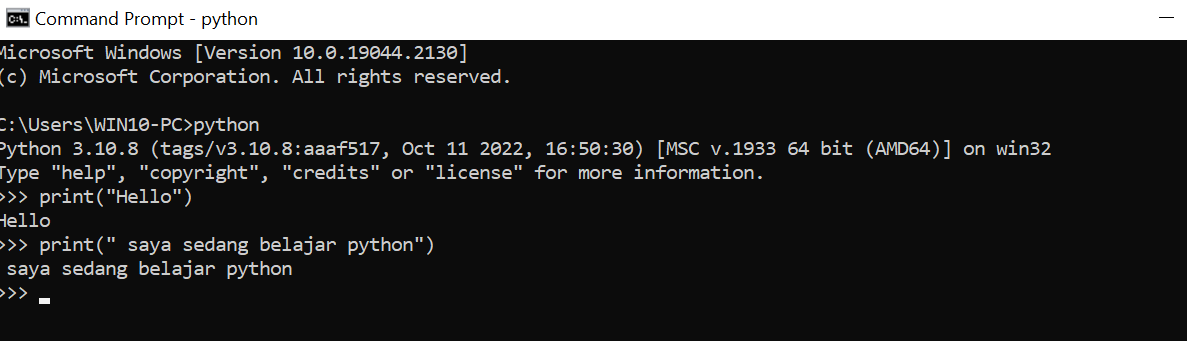 Command Prompt - python
Microsoft Windows [Version 10.0.19044.2130]
(c) Microsoft Corporation. All rights reserved.
C:\Users\WIN10-PC>python
Python 3.10.8 (tags/v3.10.8:aaaf517, Oct 11 2022, 16:50:30) [MSC v.1933 64 bit (AMD64)] on win32
Type "help", "copyright", "credits" or "license" for more information.
>>> print("Hello")
Hello
>>> print(" saya sedang belajar python")
 saya sedang belajar python
>>>